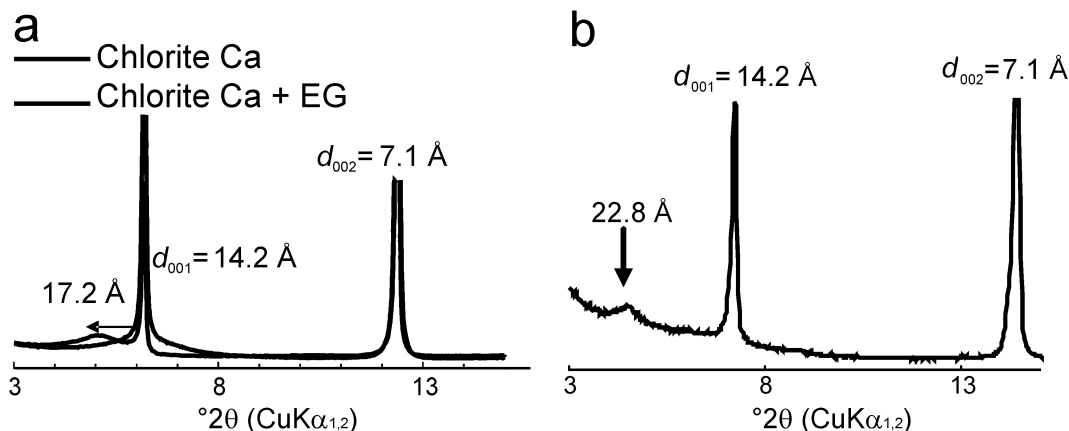 a
Chlorite Ca
Chlorite Ca + EG
d002= 7.1 Å
d001= 14.2 Å
17.2 Å
3 8 13
°2θ (CuKα1,2)
b
d001= 14.2 Å
d002=7.1 Å
22.8 Å
3 8 13
°2θ (CuKα1,2)